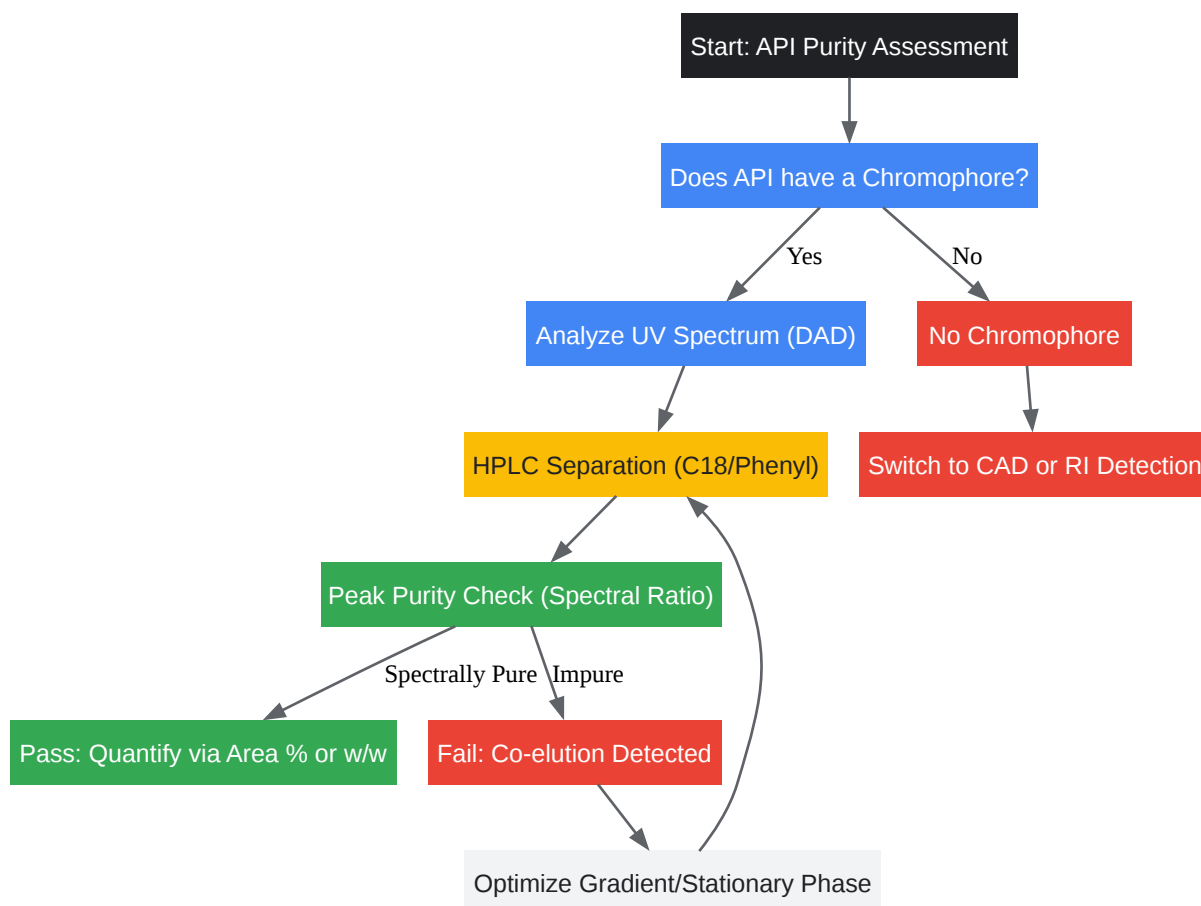 Start: API Purity Assessment
Does API have a Chromophore?
Yes
No
Analyze UV Spectrum (DAD)
No Chromophore
HPLC Separation (C18/Phenyl)
Switch to CAD or RI Detection
Peak Purity Check (Spectral Ratio)
Spectrally Pure
Impure
Pass: Quantify via Area % or w/w
Fail: Co-elution Detected
Optimize Gradient/Stationary Phase